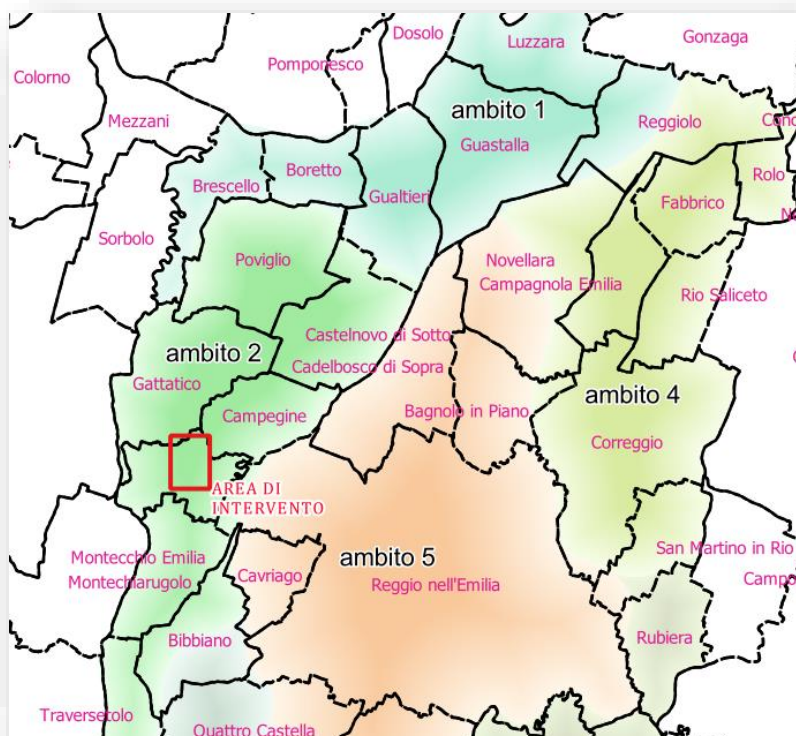 Dosolo
Luzzara
Gonzaga
Colorno
Pomponesco
Mezzani
ambito 1
Guastalla
Reggiolo
Conc
Brescello
Boretto
Gualtieri
Fabbrico
Rolo
Sorbolo
Poviglio
Novellara
Campagnola Emilia
Rio Saliceto
Castelnovo di Sotto
ambito 2
Cadelbosco di Sopra
Gattatico
Campegine
Bagnolo in Piano
ambito 4
Correggio
AREA DI
INTERVENTO
Montecchio Emilia
Montechiarugolo
Cavriago
ambito 5
Reggio nell'Emilia
San Martino in Rio
Campo
Bibbiano
Rubiera
Traversetolo
Quattro Castella